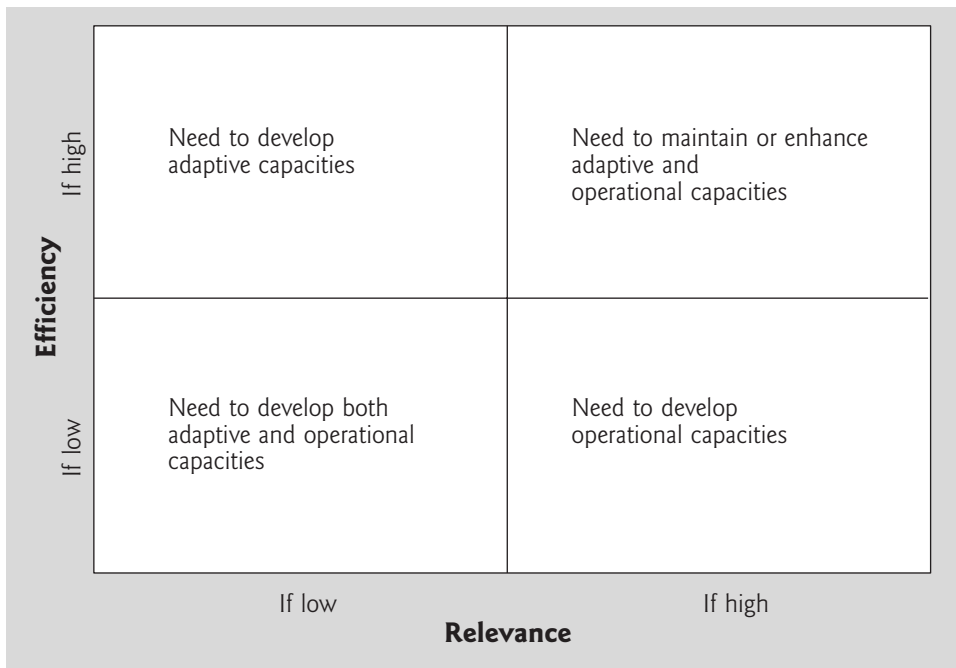 Need to develop
adaptive capacities
Need to maintain or enhance
adaptive and
operational capacities
If high
Efficiency
Need to develop both
adaptive and operational
capacities
Need to develop
operational capacities
If low
If low
If high
Relevance